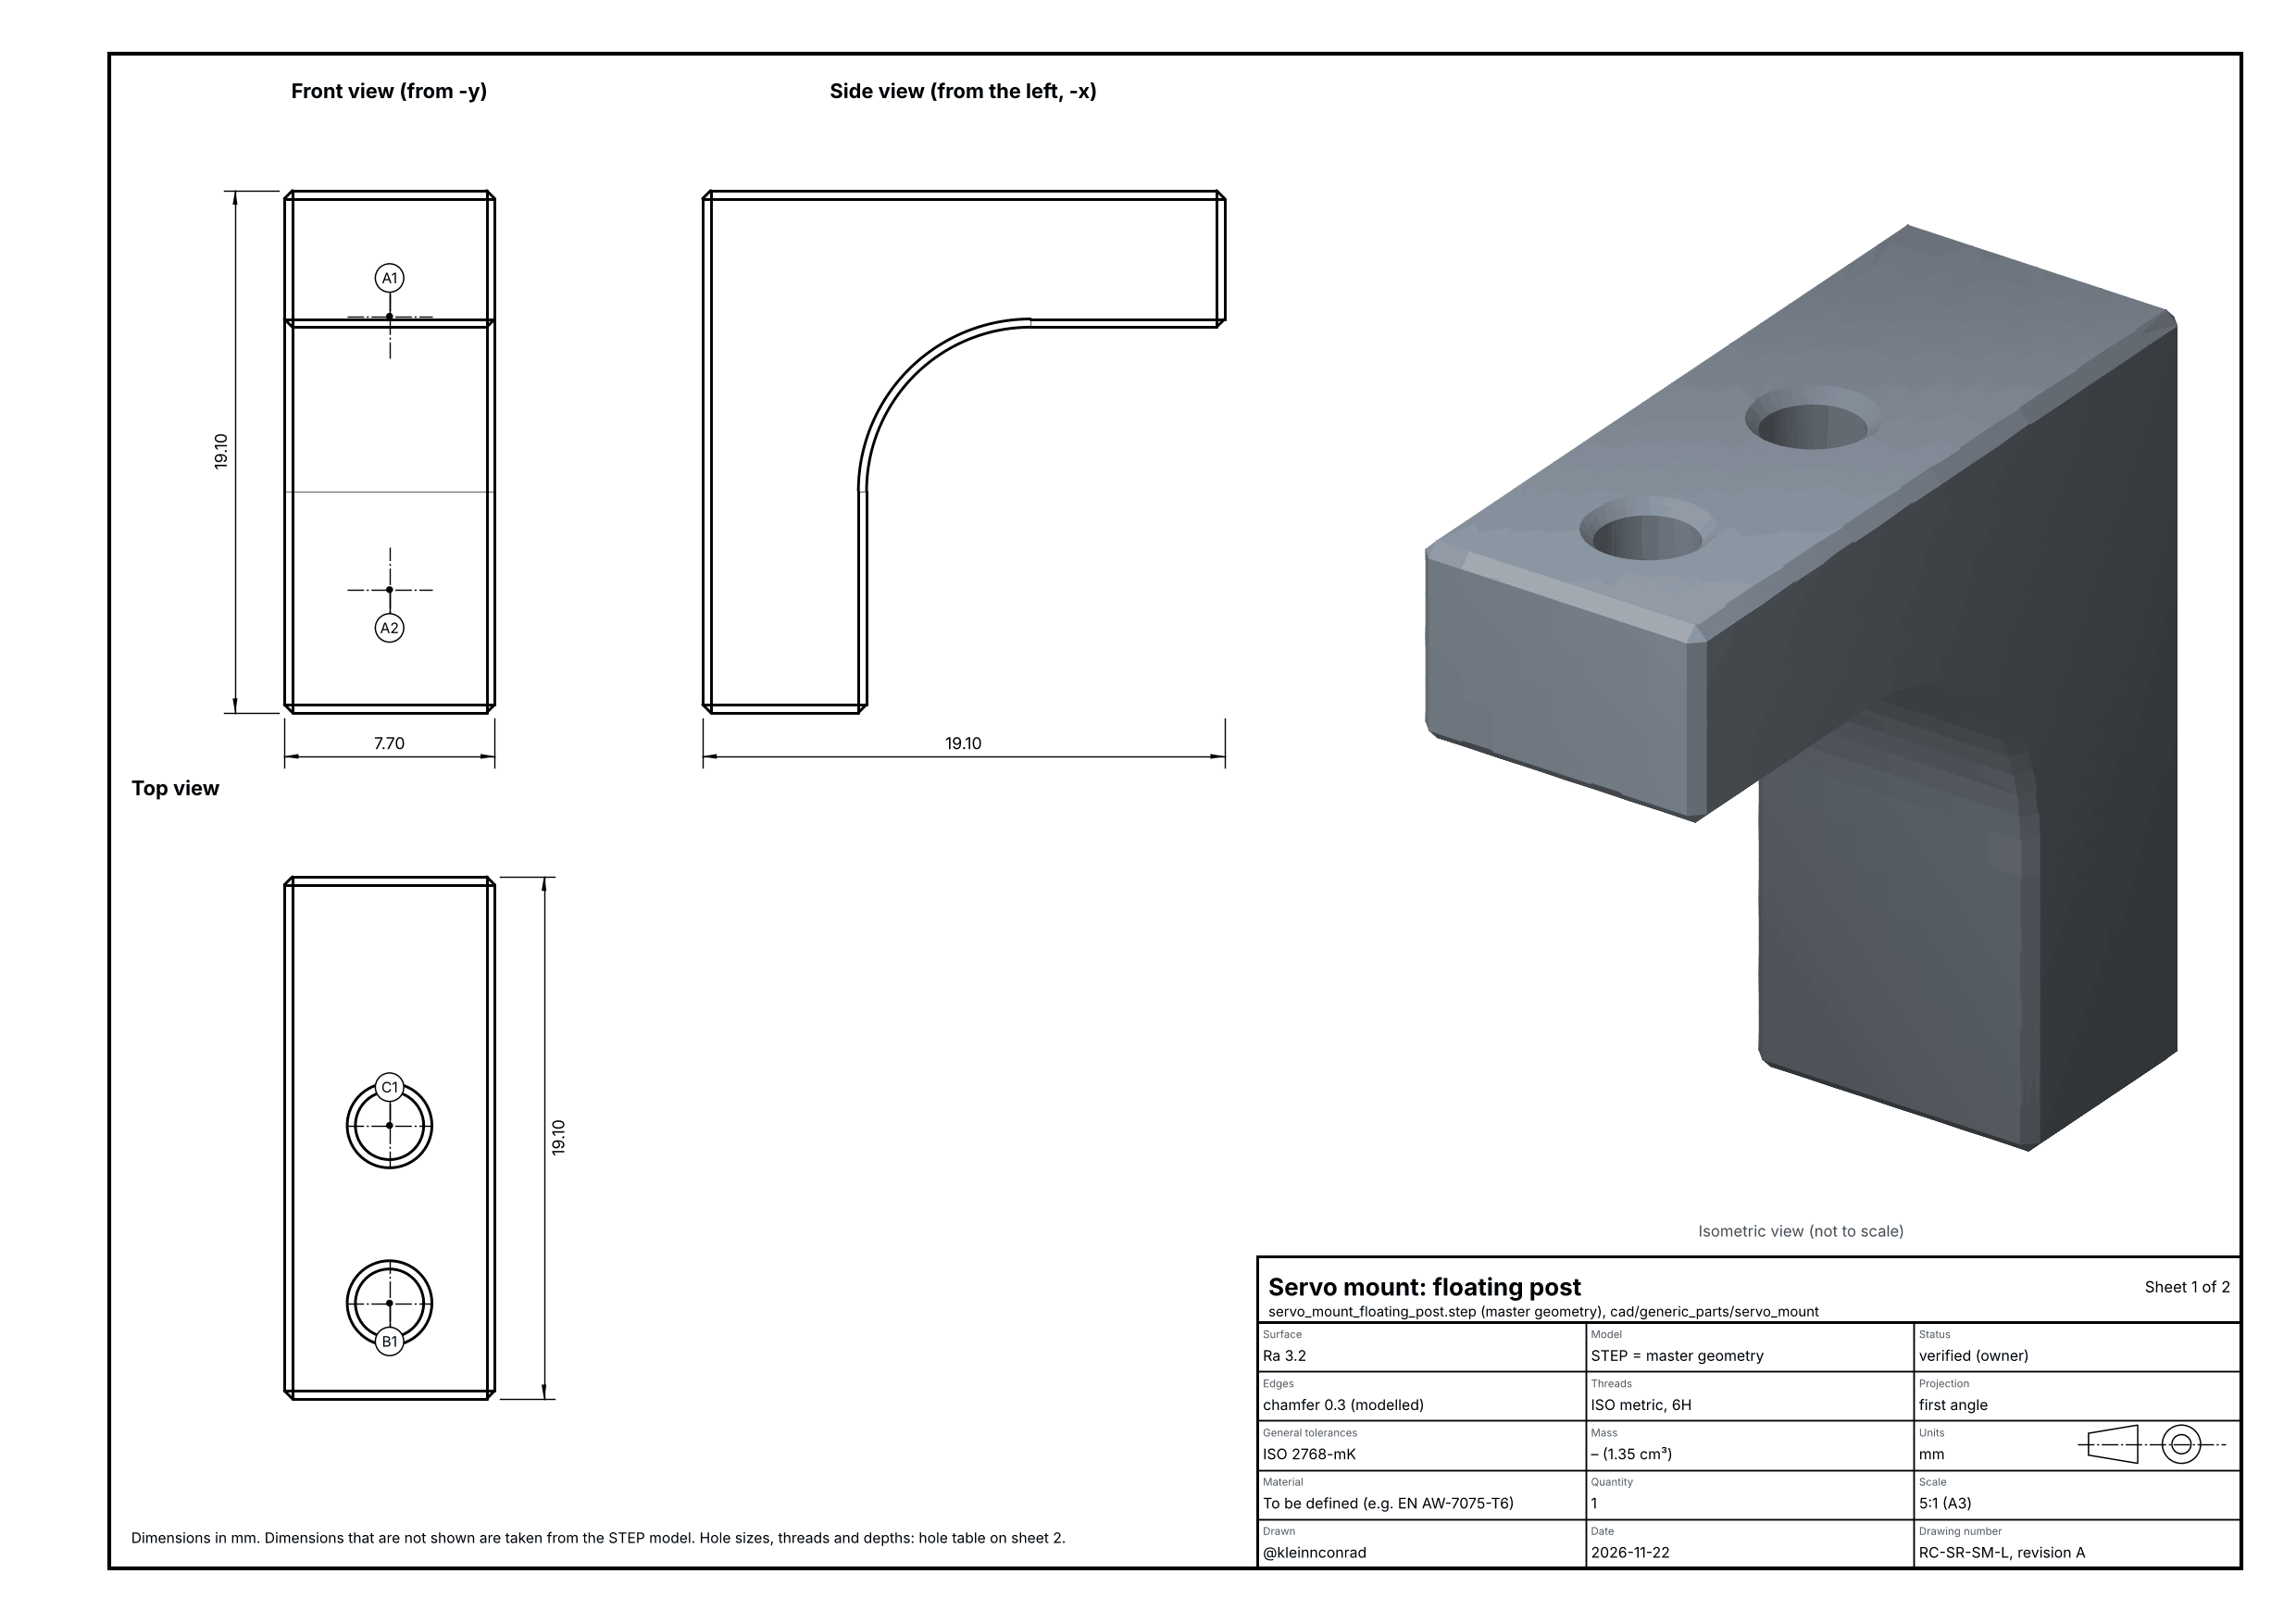 Front view (from -y)
Side view (from the left, -x)
A1
19.10
A2
7.70
19.10
Top view
C1
19.10
B1
Isometric view (not to scale)
Servo mount: floating post
Sheet 1 of 2
servo_mount_floating_post.step (master geometry), cad/generic_parts/servo_mount
Surface
Model
Status
Ra 3.2
STEP = master geometry
verified (owner)
Edges
Threads
Projection
chamfer 0.3 (modelled)
ISO metric, 6H
first angle
General tolerances
Mass
Units
ISO 2768-mK
– (1.35 cm³)
mm
Material
Quantity
Scale
To be defined (e.g. EN AW-7075-T6)
1
5:1 (A3)
Drawn
Date
Drawing number
@kleinnconrad
2026-11-22
RC-SR-SM-L, revision A
Dimensions in mm. Dimensions that are not shown are taken from the STEP model. Hole sizes, threads and depths: hole table on sheet 2.